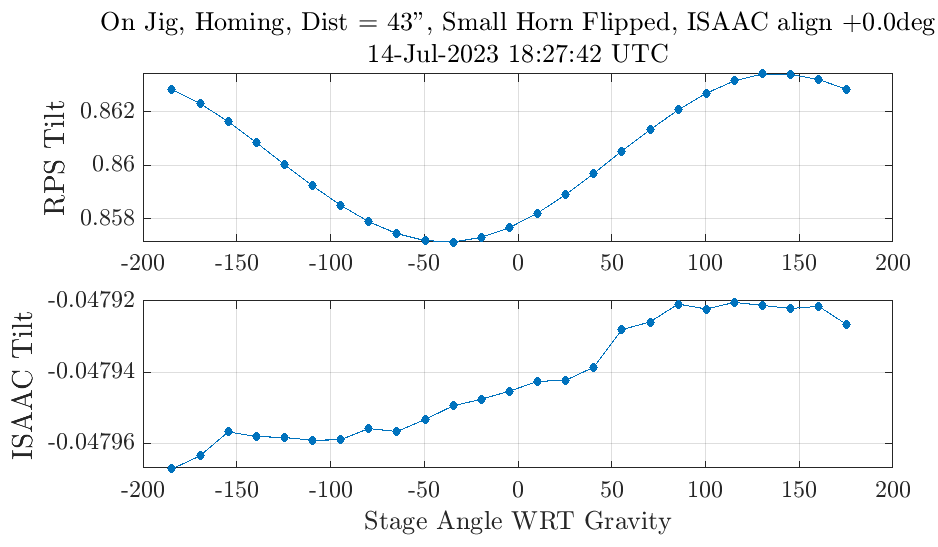 On Jig, Homing, Dist = 43”, Small Horn Flipped, ISAAC align +0.0deg
14-Jul-2023 18:27:42 UTC
RPS Tilt
0.862
0.86
0.858
-200 -150 -100 -50 0 50 100 150 200
ISAAC Tilt
-0.04792
-0.04794
-0.04796
-200 -150 -100 -50 0 50 100 150 200
Stage Angle WRT Gravity